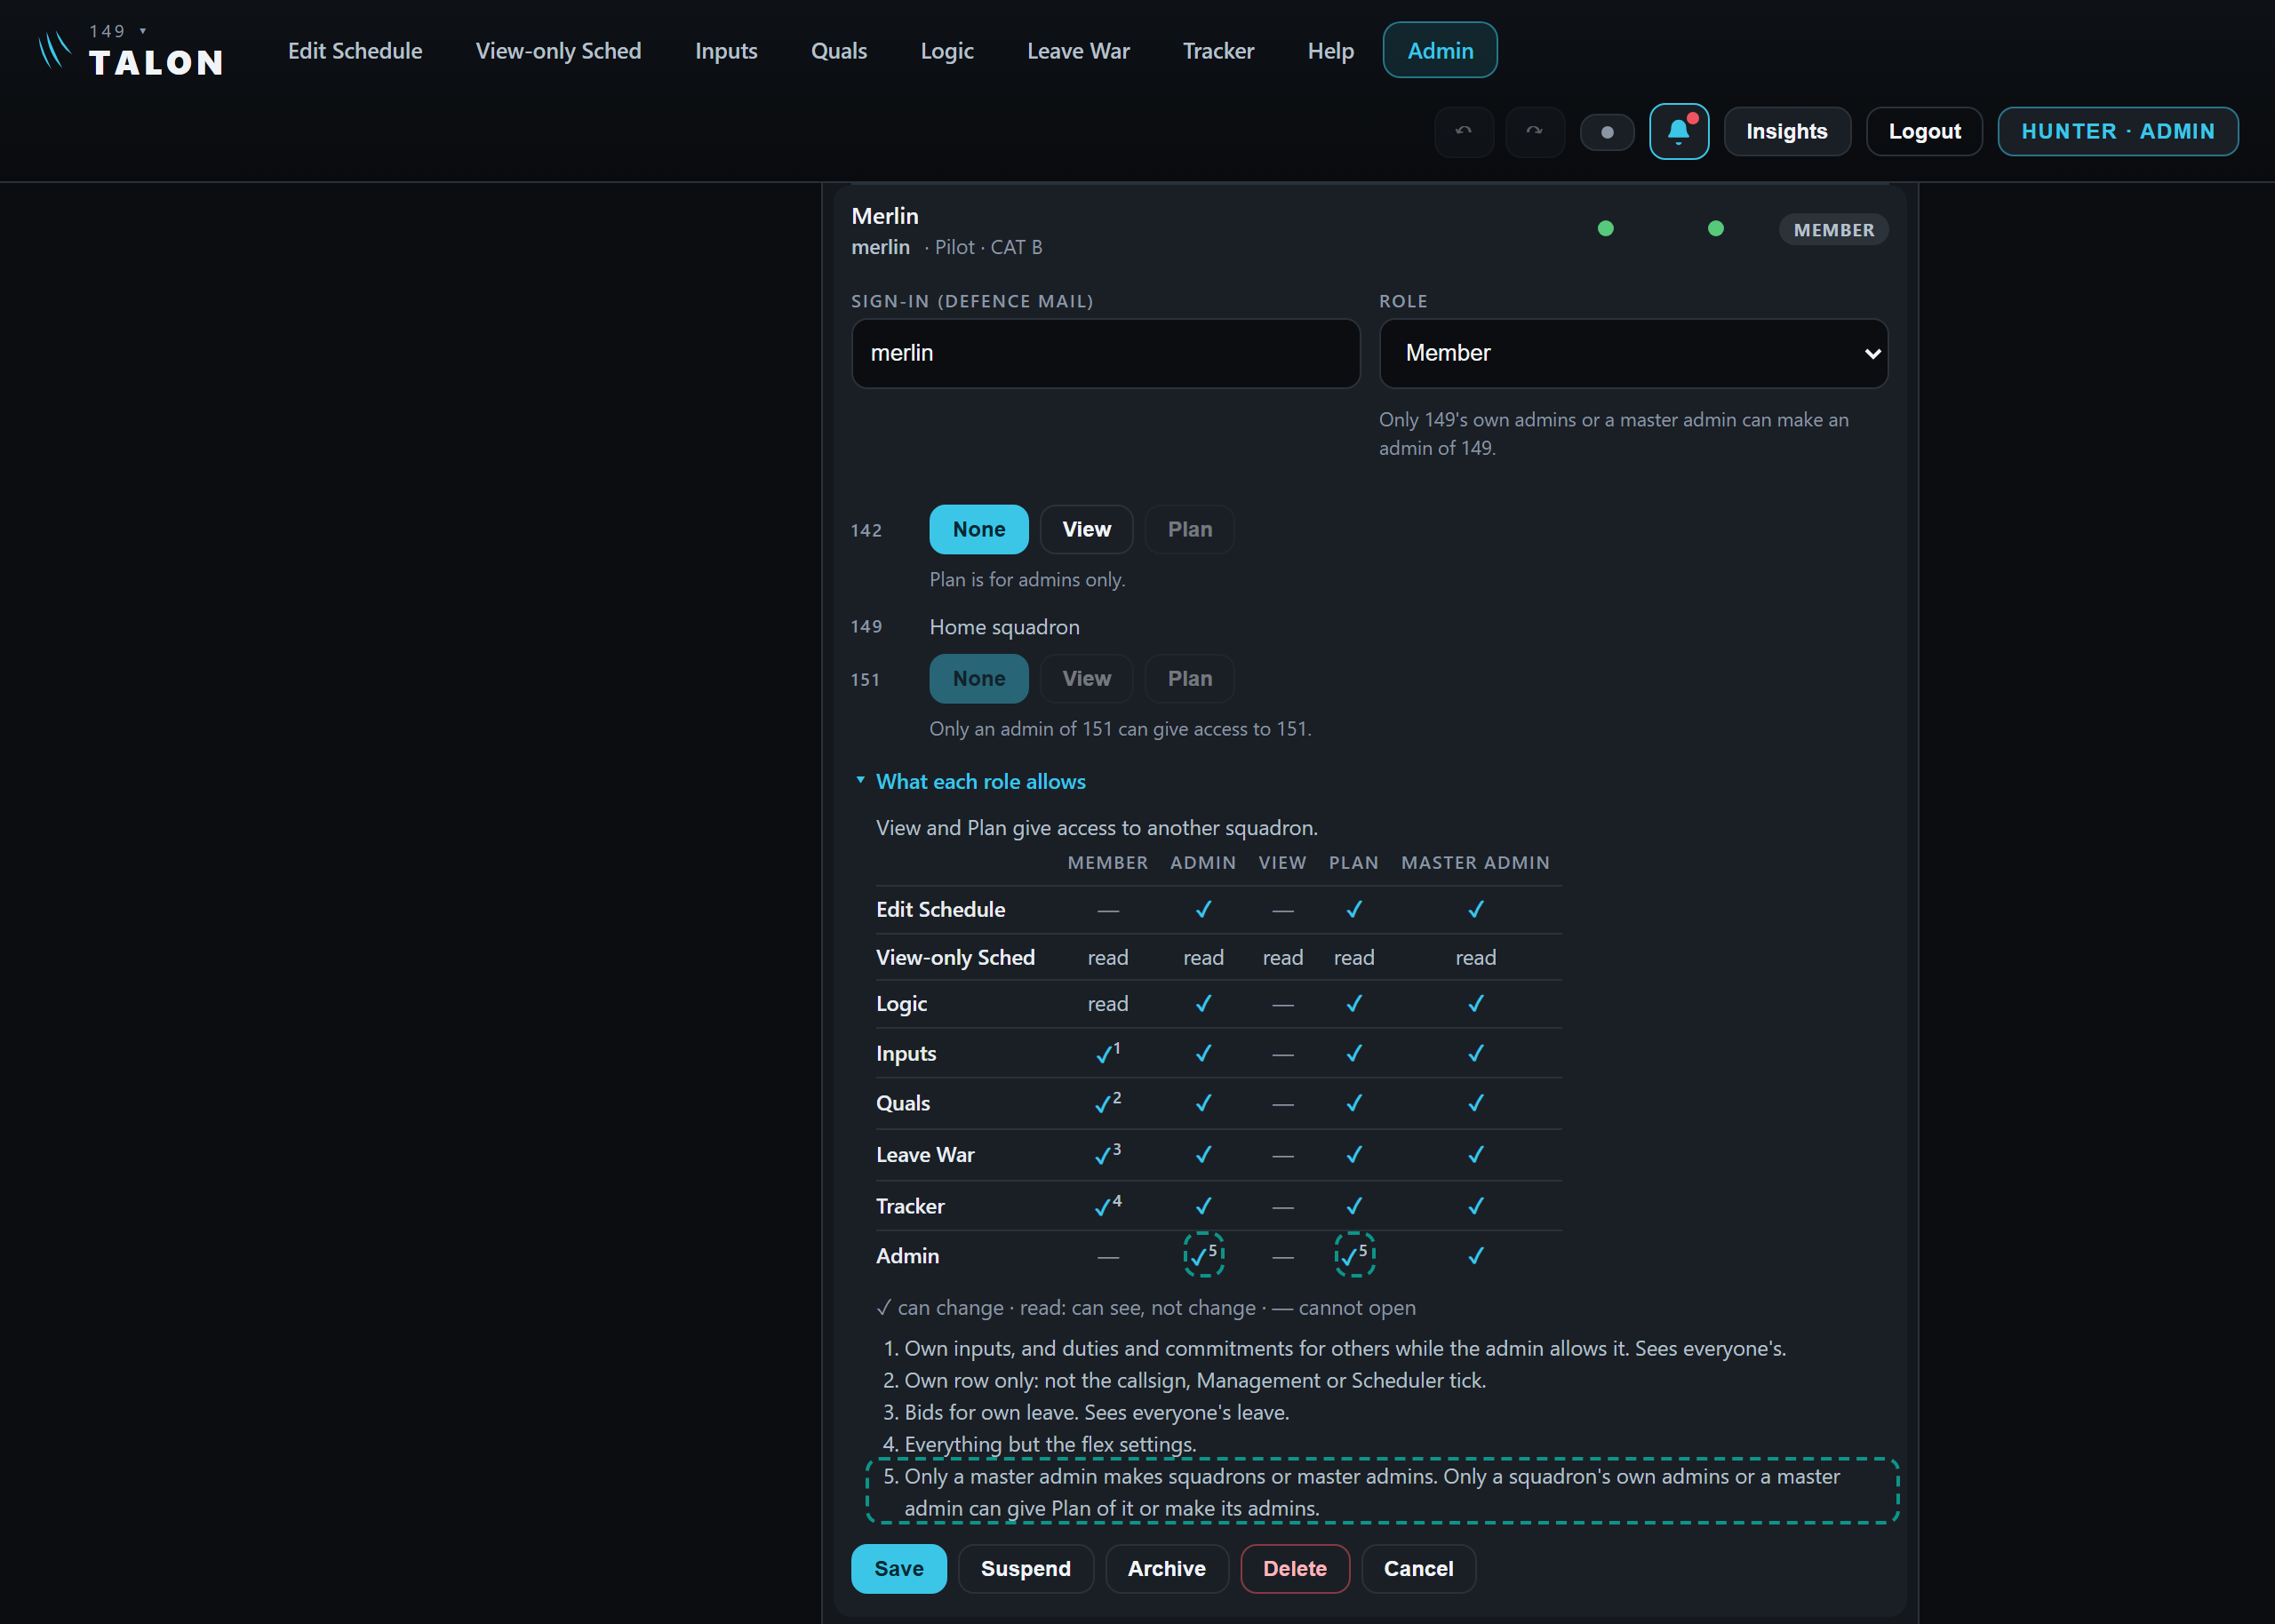 149 ▾
TALON
Edit Schedule
View-only Sched
Inputs
Quals
Logic
Leave War
Tracker
Help
Admin
Insights
Logout
HUNTER · ADMIN
Merlin
merlin · Pilot · CAT B
MEMBER
SIGN-IN (DEFENCE MAIL)
ROLE
merlin
Member
Only 149's own admins or a master admin can make an
admin of 149.
142 None View Plan
Plan is for admins only.
149 Home squadron
151 None View Plan
Only an admin of 151 can give access to 151.
▾ What each role allows
View and Plan give access to another squadron.
MEMBER ADMIN VIEW PLAN MASTER ADMIN
Edit Schedule — ✓ — ✓ ✓
View-only Sched read read read read read
Logic read ✓ — ✓ ✓
Inputs ✓1 ✓ — ✓ ✓
Quals ✓2 ✓ — ✓ ✓
Leave War ✓3 ✓ — ✓ ✓
Tracker ✓4 ✓ — ✓ ✓
Admin — ✓5 — ✓5 ✓
✓ can change · read: can see, not change · — cannot open
1. Own inputs, and duties and commitments for others while the admin allows it. Sees everyone's.
2. Own row only: not the callsign, Management or Scheduler tick.
3. Bids for own leave. Sees everyone's leave.
4. Everything but the flex settings.
5. Only a master admin makes squadrons or master admins. Only a squadron's own admins or a master
admin can give Plan of it or make its admins.
Save Suspend Archive Delete Cancel